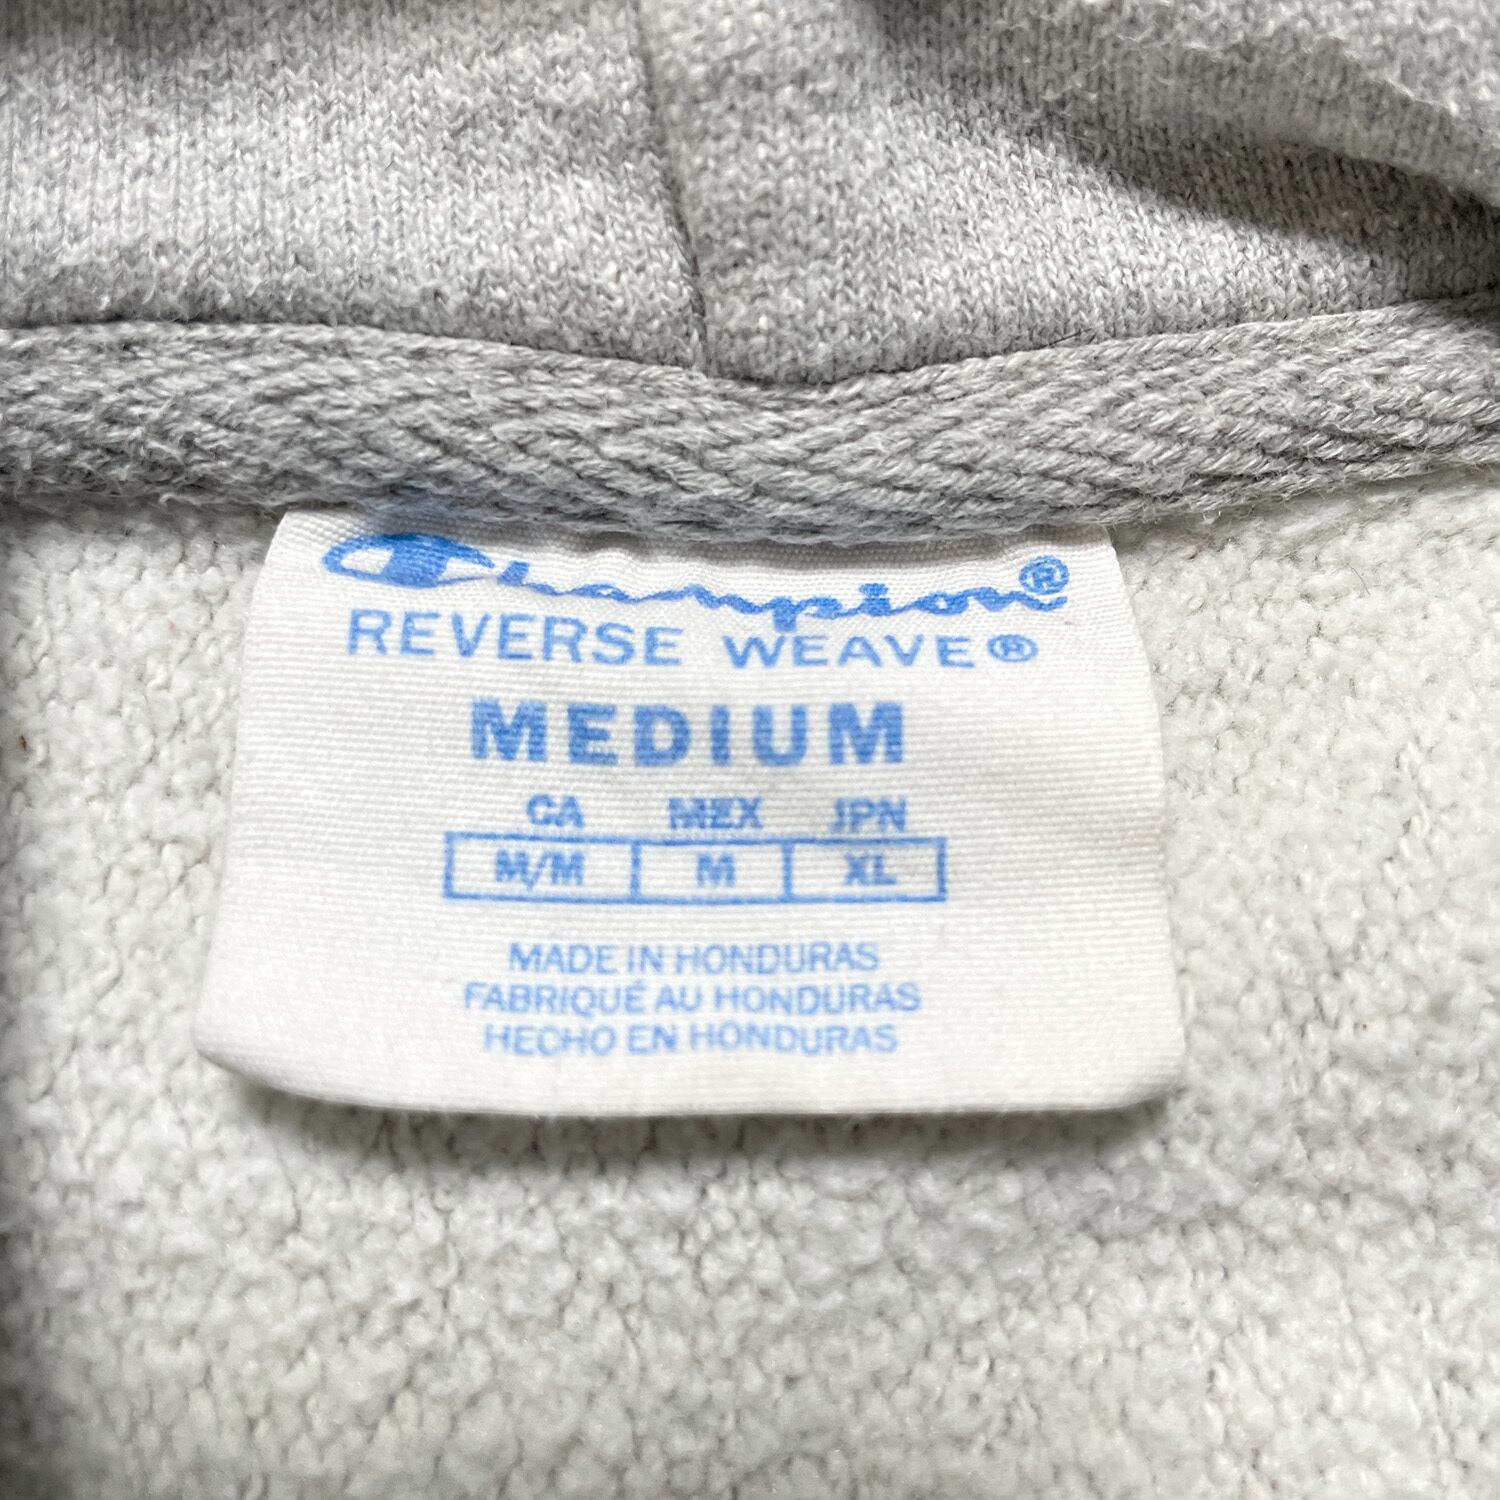 Champion®
REVERSE WEAVE®
MEDIUM
CA MEX JPN
M/M M XL
MADE IN HONDURAS
FABRIQUÉ AU HONDURAS
HECHO EN HONDURAS